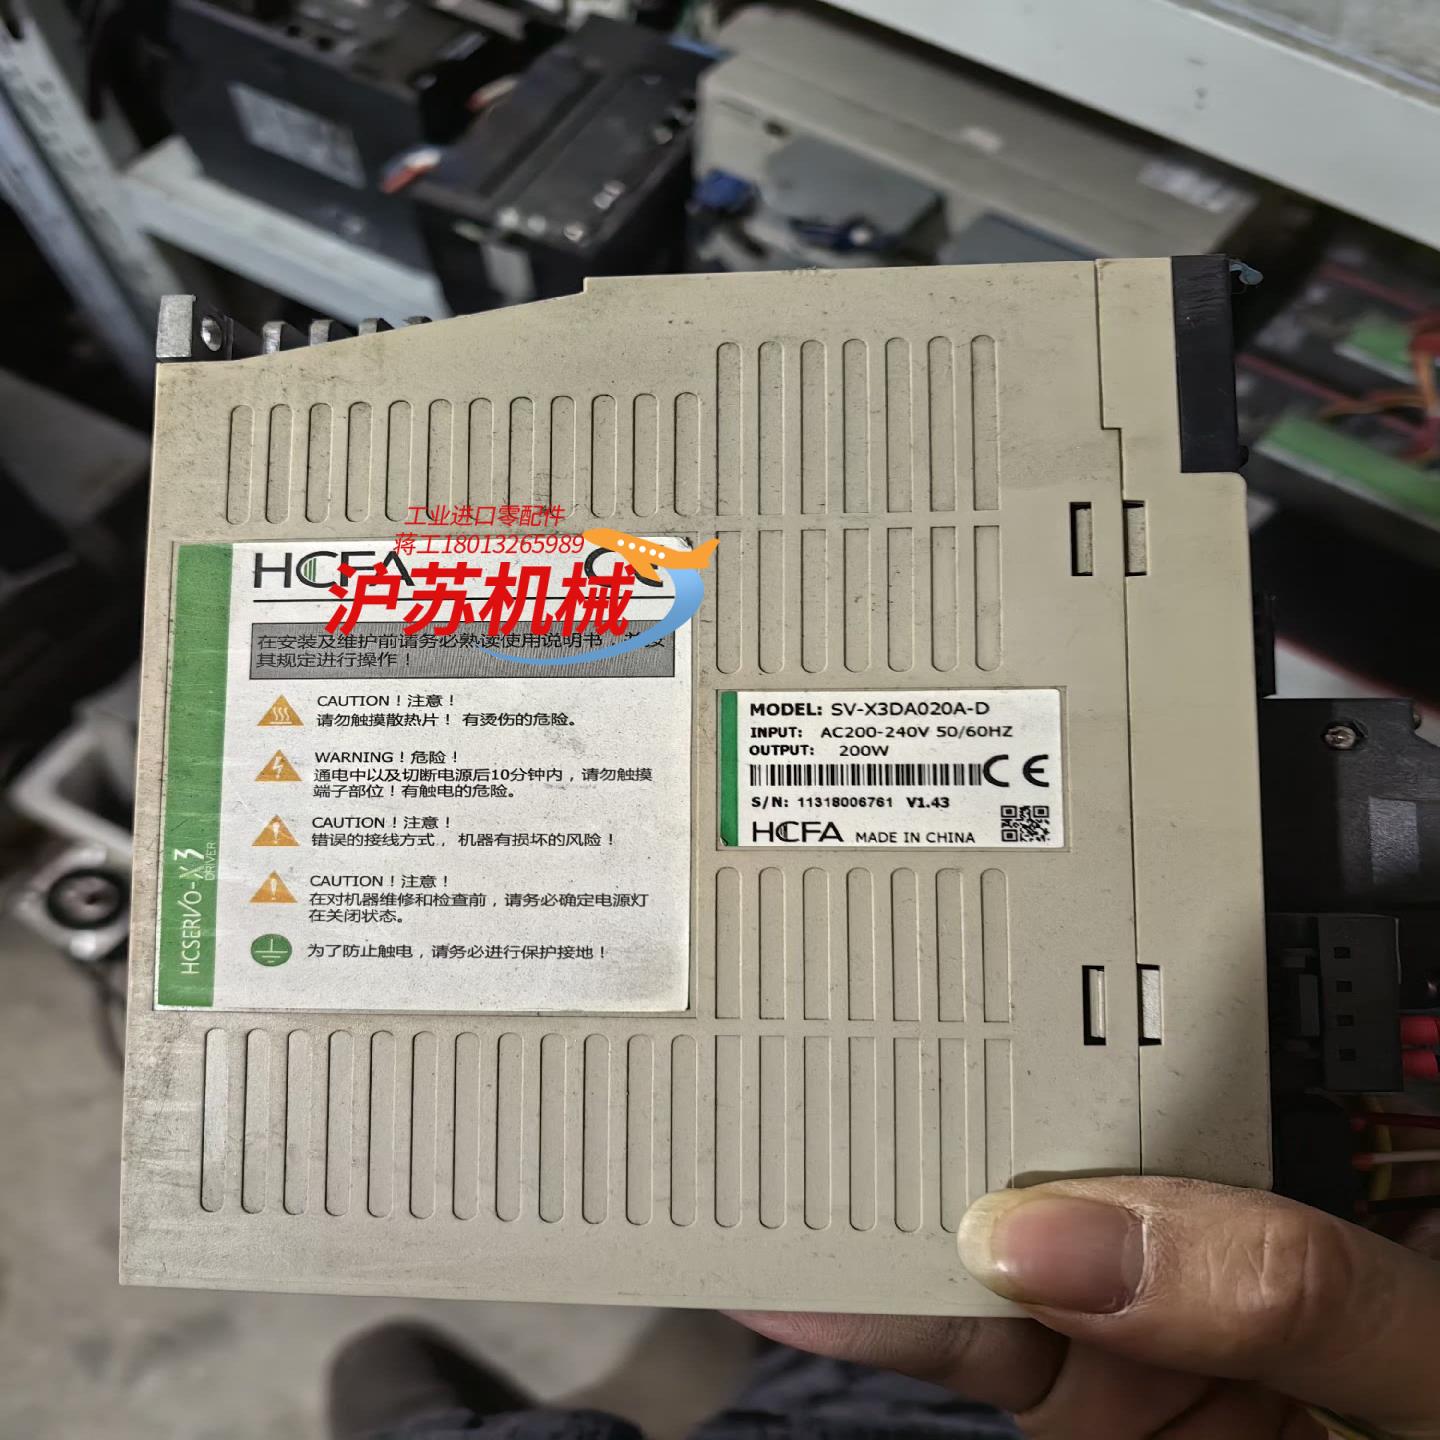 工业进口零配件
蒋工18013265989
沪苏机械
HCFA
在安装及维护前请务必熟读使用说明书，并按
其规定进行操作！
CAUTION！注意！
请勿触摸散热片！有烫伤的危险。
WARNING！危险！
通电中以及切断电源后10分钟内，请勿触摸
端子部位！有触电的危险。
CAUTION！注意！
错误的接线方式，机器有损坏的风险！
CAUTION！注意！
在对机器维修和检查前，请务必确定电源灯
在关闭状态。
为了防止触电，请务必进行保护接地！
HCSERVO-X3
DRIVER
MODEL: SV-X3DA020A-D
INPUT: AC200-240V 50/60HZ
OUTPUT: 200W
CE
S/N: 11318006761 V1.43
HCFA MADE IN CHINA